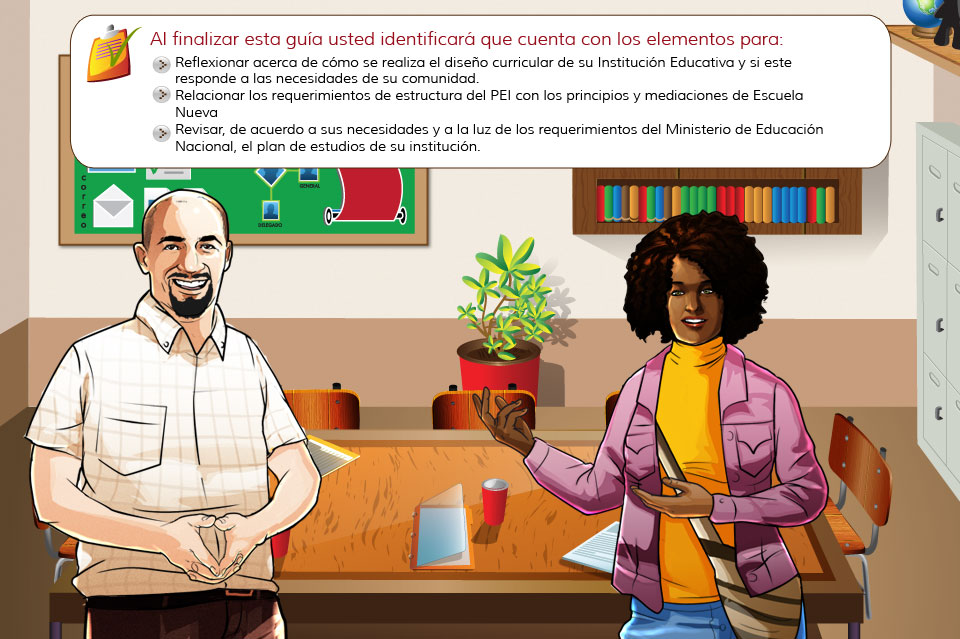 Al finalizar esta guía usted identificará que cuenta con los elementos para:
Reflexionar acerca de cómo se realiza el diseño curricular de su Institución Educativa y si este
responde a las necesidades de su comunidad.
Relacionar los requerimientos de estructura del PEI con los principios y mediaciones de Escuela
Nueva
Revisar, de acuerdo a sus necesidades y a la luz de los requerimientos del Ministerio de Educación
Nacional, el plan de estudios de su institución.
correo
GENERAL
DELEGADO